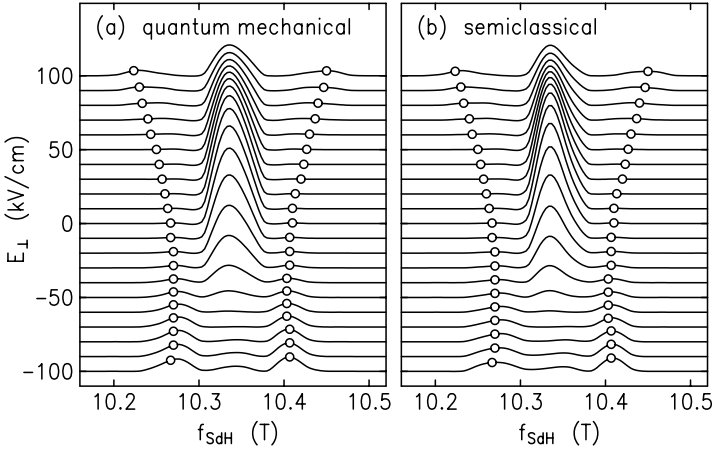 (a) quantum mechanical
(b) semiclassical
E⊥ (kV/cm)
100
50
0
−50
−100
10.2 10.3 10.4 10.5
10.2 10.3 10.4 10.5
f_SdH (T)
f_SdH (T)